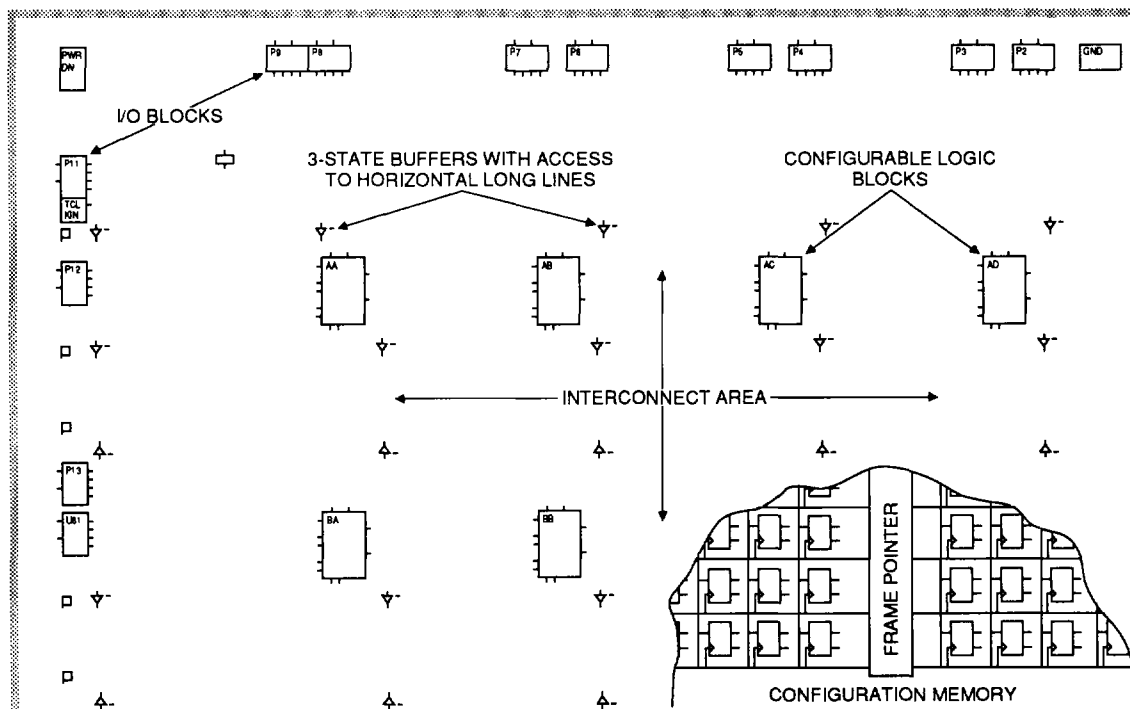 PWR
DN
P9
P8
P7
P6
P5
P4
P3
P2
GND
I/O BLOCKS
P11
TCL
KIN
3-STATE BUFFERS WITH ACCESS
TO HORIZONTAL LONG LINES
CONFIGURABLE LOGIC
BLOCKS
P12
AA
AB
AC
AD
INTERCONNECT AREA
P13
U61
BA
BB
FRAME POINTER
CONFIGURATION MEMORY